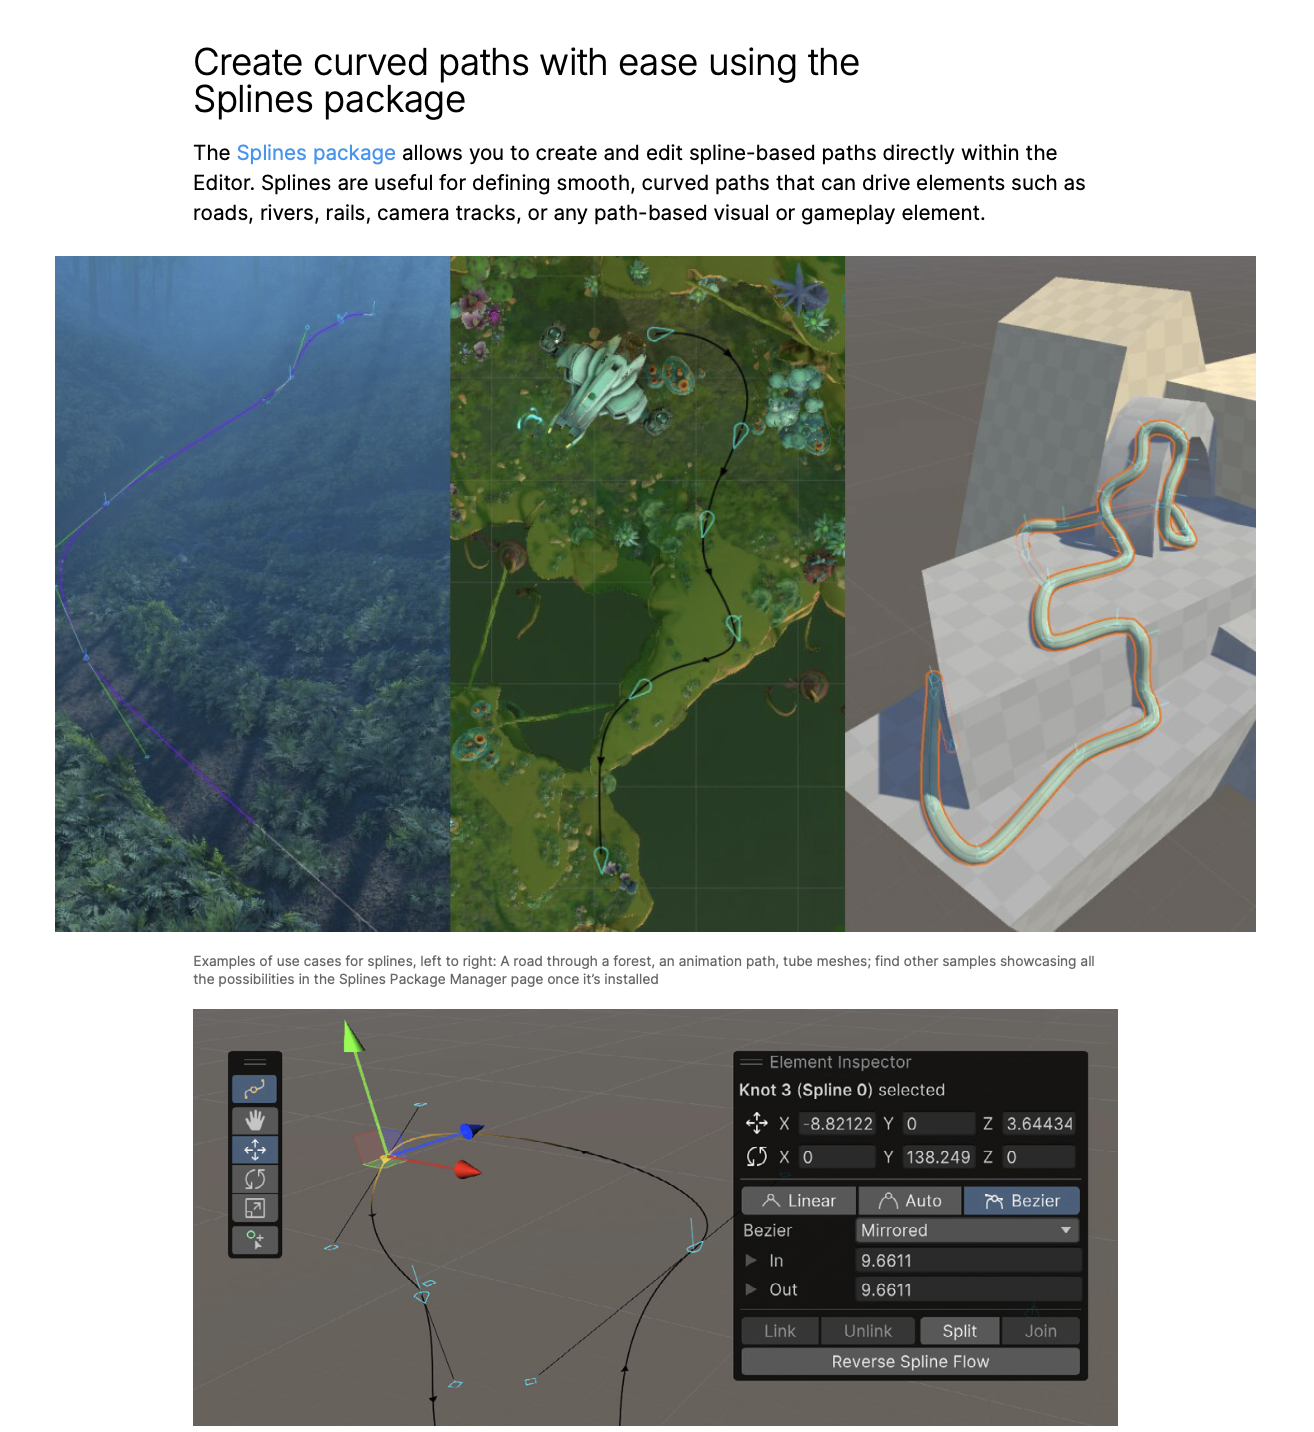 Create curved paths with ease using the
Splines package
The Splines package allows you to create and edit spline-based paths directly within the
Editor. Splines are useful for defining smooth, curved paths that can drive elements such as
roads, rivers, rails, camera tracks, or any path-based visual or gameplay element.
Examples of use cases for splines, left to right: A road through a forest, an animation path, tube meshes; find other samples showcasing all
the possibilities in the Splines Package Manager page once it's installed
Element Inspector
Knot 3 (Spline 0) selected
X -8.82122 Y 0 Z 3.64434
X 0 Y 138.249 Z 0
Linear Auto Bezier
Bezier Mirrored
In 9.6611
Out 9.6611
Link Unlink Split Join
Reverse Spline Flow